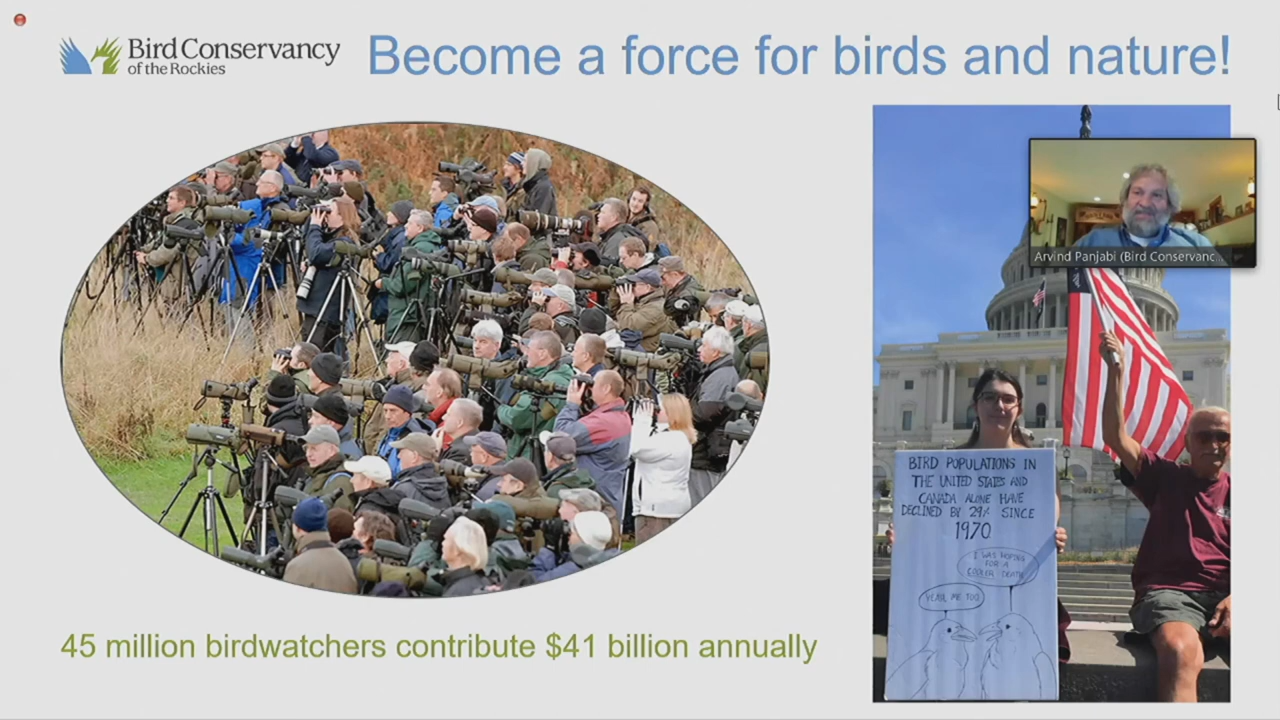 Bird Conservancy
of the Rockies
Become a force for birds and nature!
Arvind Panjabi (Bird Conservanc...
BIRD POPULATIONS IN
THE UNITED STATES AND
CANADA ALONE HAVE
DECLINED BY 29% SINCE
1970
I WAS HOPING
FOR A
COOLER DEATH
YEAH, ME TOO
45 million birdwatchers contribute $41 billion annually